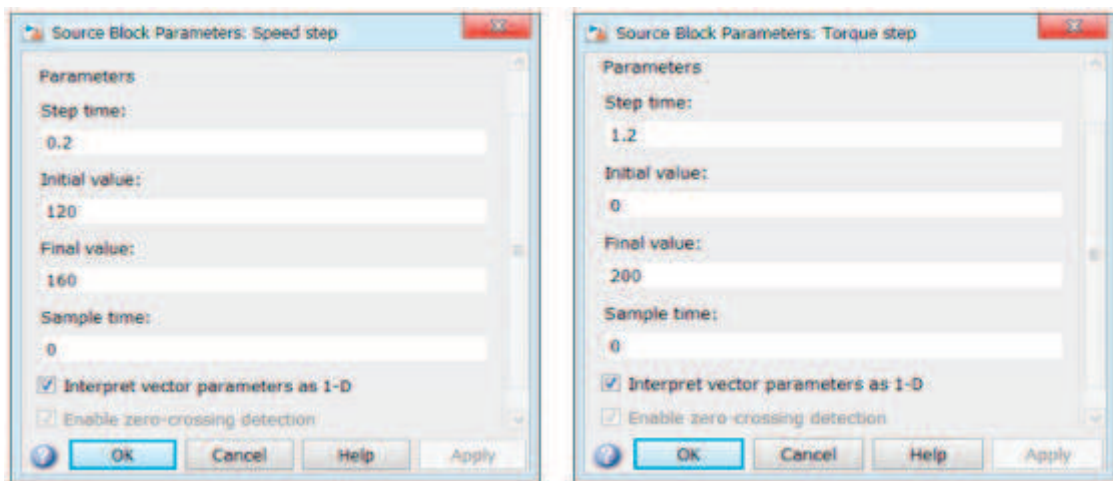 Source Block Parameters: Speed step
Parameters
Step time:
0.2
Initial value:
120
Final value:
160
Sample time:
0
Interpret vector parameters as 1-D
Enable zero-crossing detection
OK
Cancel
Help
Apply
Source Block Parameters: Torque step
Parameters
Step time:
1.2
Initial value:
0
Final value:
200
Sample time:
0
Interpret vector parameters as 1-D
Enable zero-crossing detection
OK
Cancel
Help
Apply